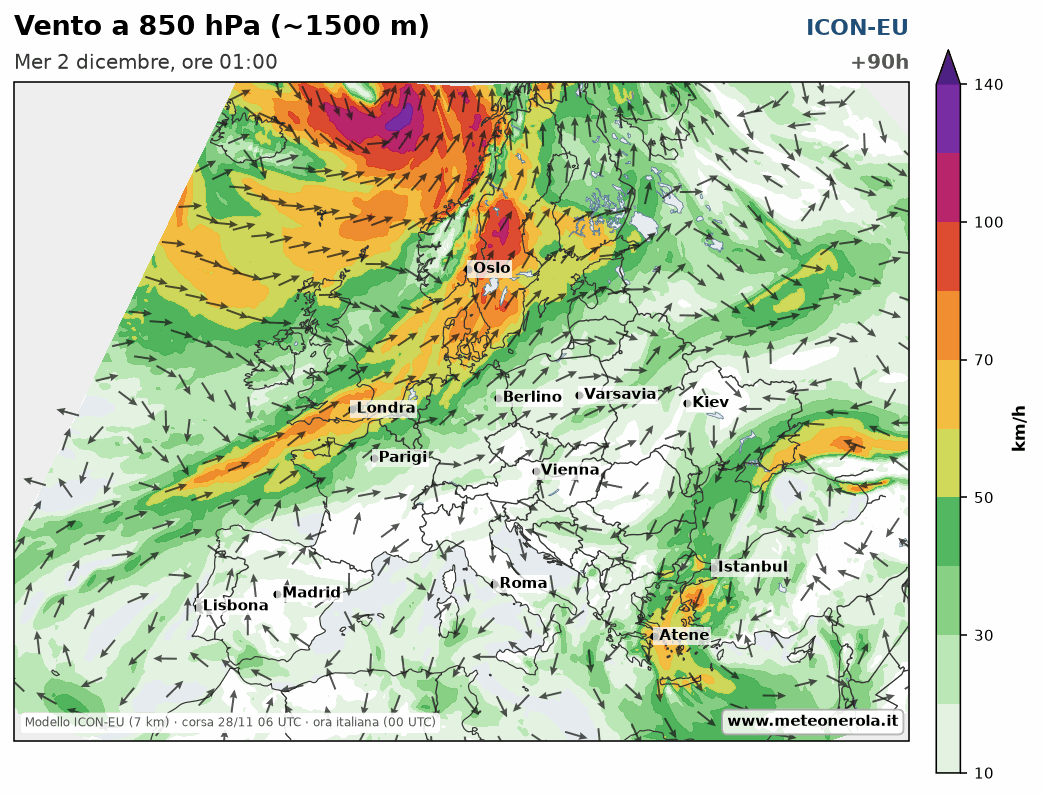 Vento a 850 hPa (~1500 m)
ICON-EU
Mer 2 dicembre, ore 01:00
+90h
140
100
Oslo
70
Berlino
Varsavia
Kiev
Londra
km/h
Parigi
Vienna
50
Istanbul
Roma
Madrid
Lisbona
Atene
30
Modello ICON-EU (7 km) · corsa 28/11 06 UTC · ora italiana (00 UTC)
www.meteonerola.it
10